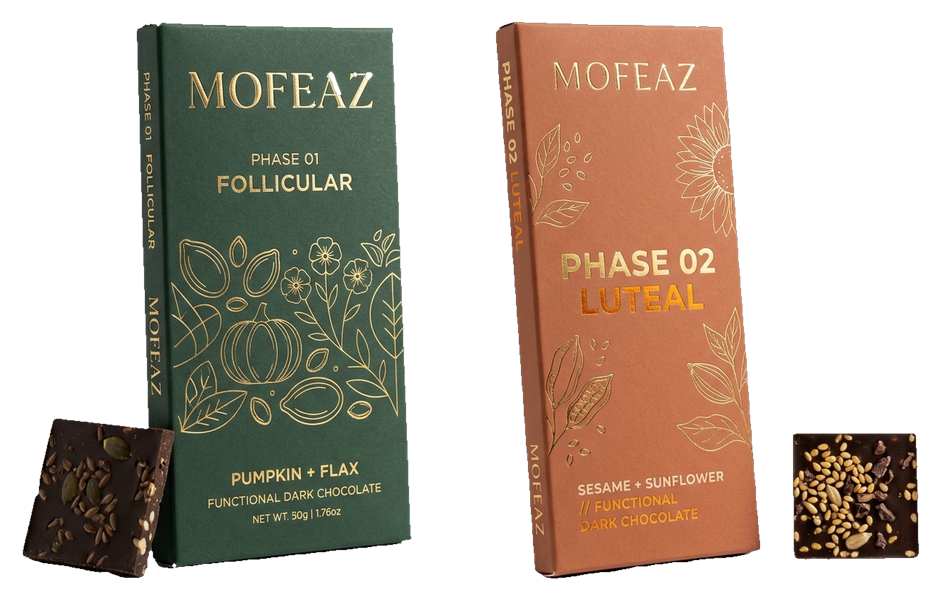 PHASE 01 FOLLICULAR MOFEAZ
MOFEAZ
PHASE 01
FOLLICULAR
PUMPKIN + FLAX
FUNCTIONAL DARK CHOCOLATE
NET WT. 50g | 1.76oz
PHASE 02 LUTEAL MOFEAZ
MOFEAZ
PHASE 02
LUTEAL
SESAME + SUNFLOWER
// FUNCTIONAL
DARK CHOCOLATE